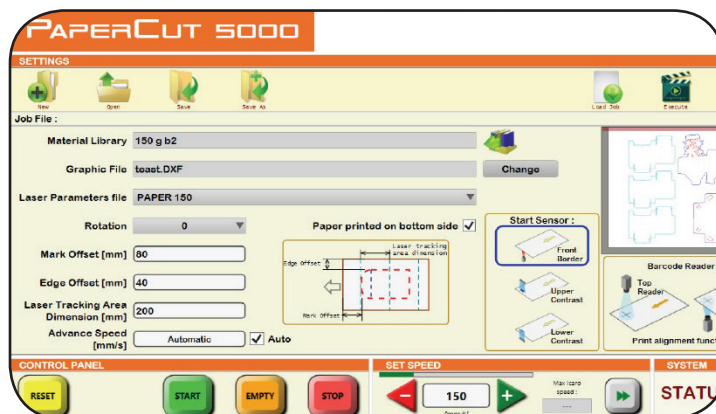 PAPERCUT 5000
SETTINGS
New Open Save Save As Load Job Execute
Job File :
Material Library 150 g b2
Graphic File toast.DXF Change
Laser Parameters file PAPER 150
Rotation 0 Paper printed on bottom side
Mark Offset [mm] 80
Edge Offset [mm] 40
Laser Tracking Area
Dimension [mm] 200
Advance Speed
[mm/s] Automatic Auto
Laser tracking
area dimension
Edge Offset
Mark Offset
Start Sensor :
Front
Border
Upper
Contrast
Lower
Contrast
Barcode Reader
Top
Reader
Print alignment func
CONTROL PANEL SET SPEED SYSTEM
RESET START EMPTY STOP
150
Max icaro
speed:
---
STATU